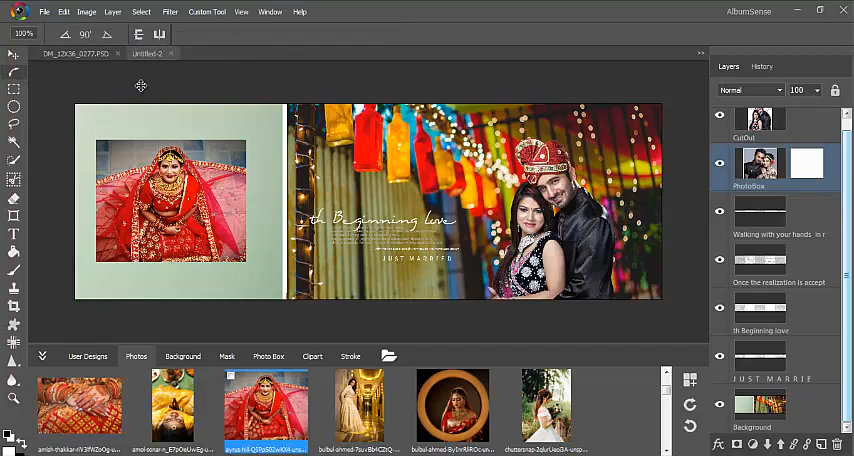 File Edit Image Layer Select Filter Custom Tool View Window Help
AlbumSense
100% 90°
DM_12X36_0277.PSD × Untitled-2 ×
Layers History
Normal 100
CutOut
PhotoBox
Walking with your hands in r
Once the realization is accept
th Beginning love
JUST MARRIE
Background
th Beginning love
JUST MARRIED
User Designs Photos Background Mask Photo Box Clipart Stroke